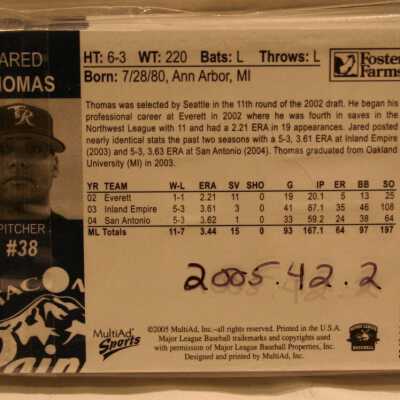 JARED
THOMAS
HT: 6-3 WT: 220 Bats: L Throws: L
Born: 7/28/80, Ann Arbor, MI
Foster
Farms
Thomas was selected by Seattle in the 11th round of the 2002 draft. He began his
professional career at Everett in 2002 where he was fourth in saves in the
Northwest League with 11 and had a 2.21 ERA in 19 appearances. Jared posted
nearly identical stats the past two seasons with a 5-3, 3.61 ERA at Inland Empire
(2003) and a 5-3, 3.63 ERA at San Antonio (2004). Thomas graduated from Oakland
University (MI) in 2003.
YR TEAM W-L ERA SV SHO G IP ER BB SO
02 Everett 1-1 2.21 11 0 19 20.1 5 13 25
03 Inland Empire 5-3 3.61 3 0 41 87.1 35 46 108
04 San Antonio 5-3 3.62 1 0 33 59.2 24 38 64
ML Totals 11-7 3.44 15 0 93 167.1 64 97 197
PITCHER
#38
2005.42.2
MultiAd
Sports
©2005 MultiAd, Inc.–all rights reserved. Printed in the U.S.A.
Major League Baseball trademarks and copyrights used
with permission of Major League Baseball Properties, Inc.
Designed and printed by MultiAd, Inc.